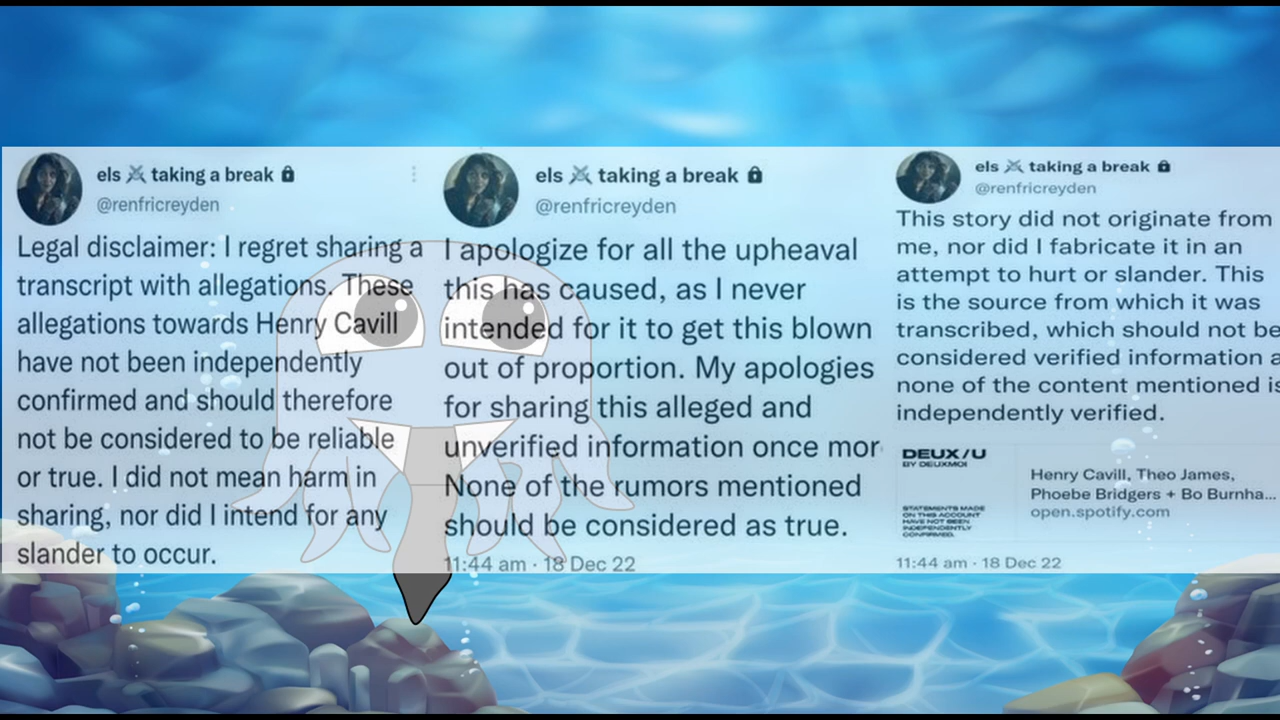 els ⚔ taking a break 🔒
@renfricreyden
Legal disclaimer: I regret sharing a
transcript with allegations. These
allegations towards Henry Cavill
have not been independently
confirmed and should therefore
not be considered to be reliable
or true. I did not mean harm in
sharing, nor did I intend for any
slander to occur.
els ⚔ taking a break 🔒
@renfricreyden
I apologize for all the upheaval
this has caused, as I never
intended for it to get this blown
out of proportion. My apologies
for sharing this alleged and
unverified information once mor
None of the rumors mentioned
should be considered as true.
11:44 am · 18 Dec 22
els ⚔ taking a break 🔒
@renfricreyden
This story did not originate from
me, nor did I fabricate it in an
attempt to hurt or slander. This
is the source from which it was
transcribed, which should not be
considered verified information a
none of the content mentioned is
independently verified.
DEUX/U
BY DEUXMOI
STATEMENTS MADE
ON THIS ACCOUNT
HAVE NOT BEEN
INDEPENDENTLY
CONFIRMED.
Henry Cavill, Theo James,
Phoebe Bridgers + Bo Burnha...
open.spotify.com
11:44 am · 18 Dec 22